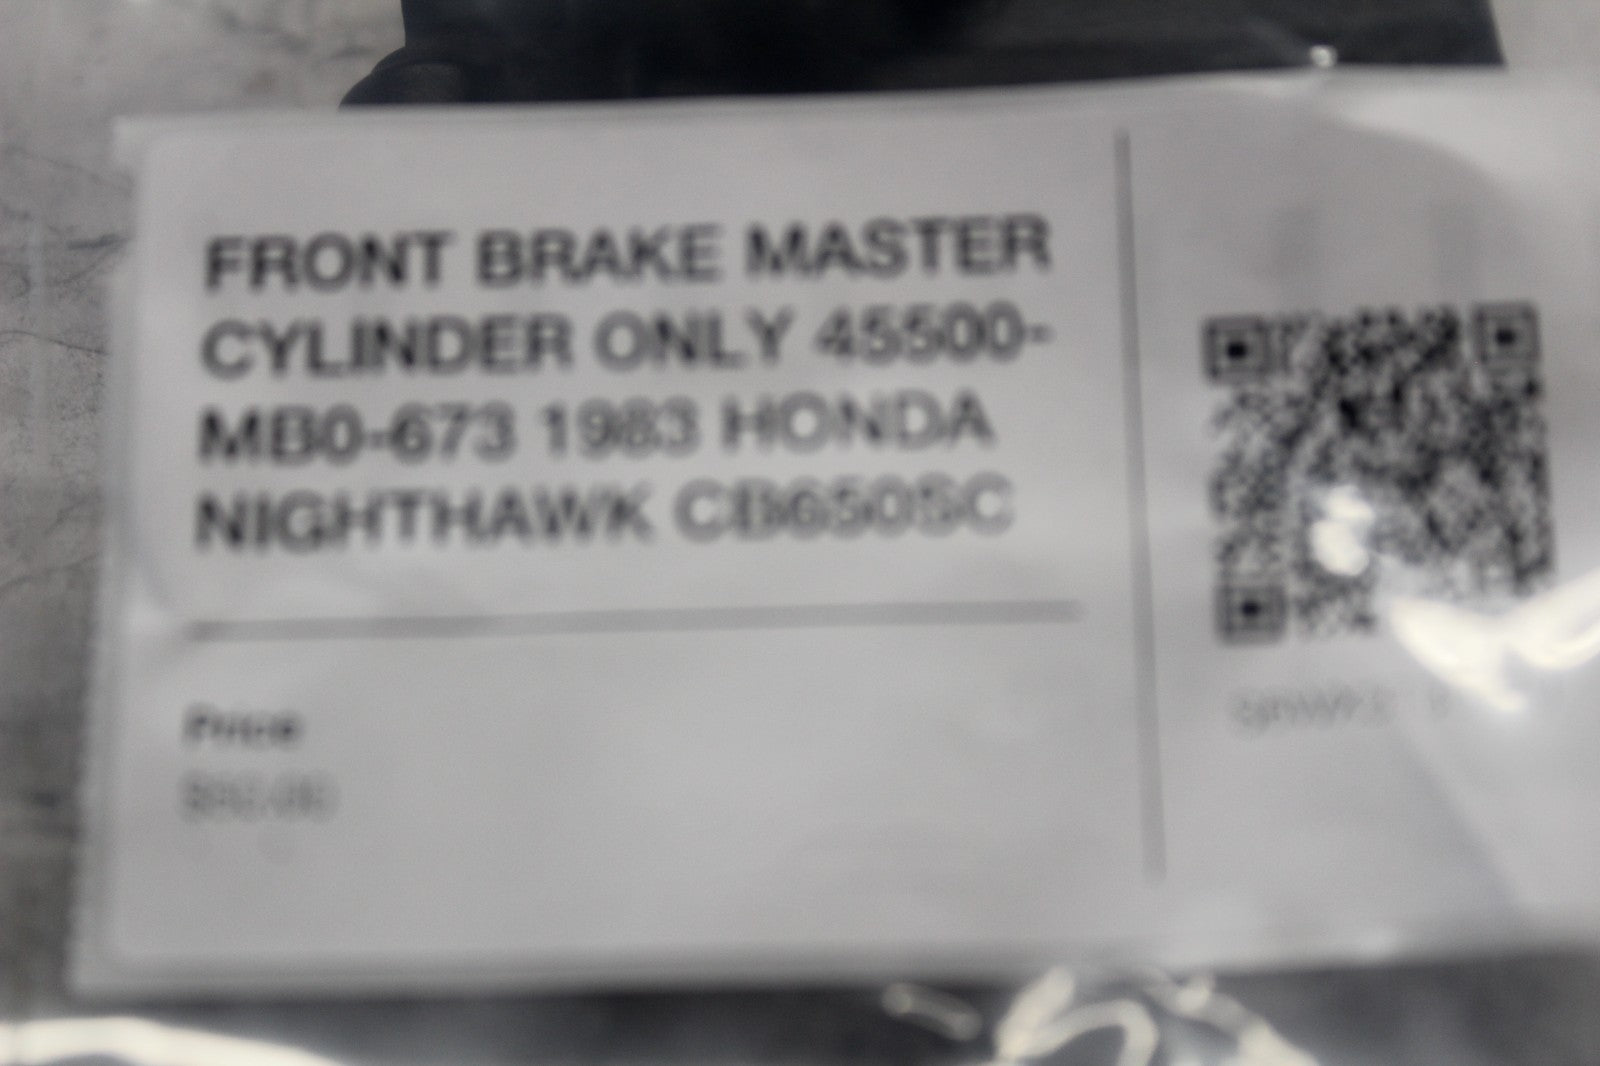 FRONT BRAKE MASTER
CYLINDER ONLY 45500-
MB0-673 1983 HONDA
NIGHTHAWK CB650SC
Price